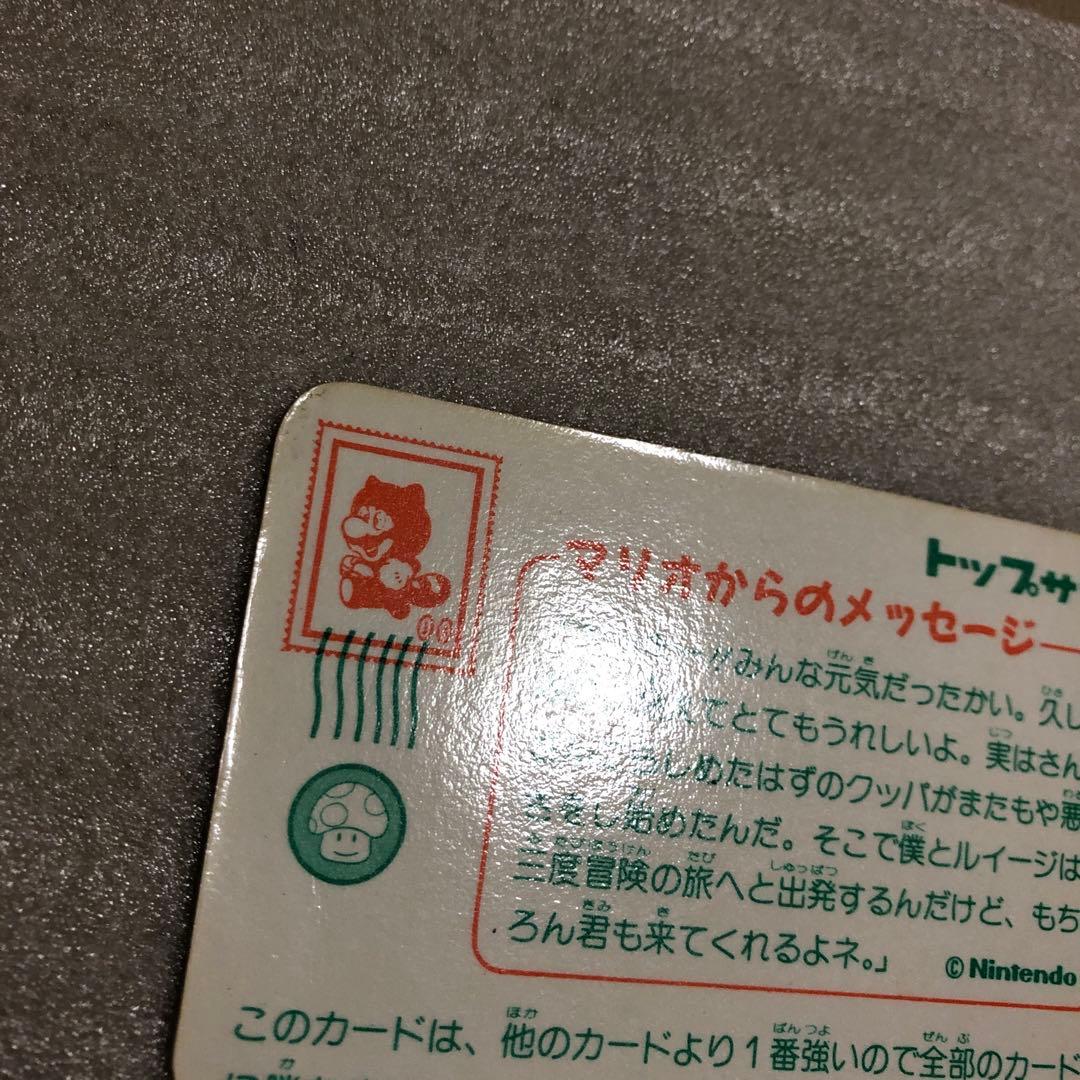 トップサ
マリオからのメッセージ
みんな元気だったかい。久し
てとてもうれしいよ。実はさん
しめたはずのクッパがまたもや悪
をし始めたんだ。そこで僕とルイージは
三度冒険の旅へと出発するんだけど、もち
ろん君も来てくれるよネ。」
© Nintendo
このカードは、他のカードより1番強いので全部のカード